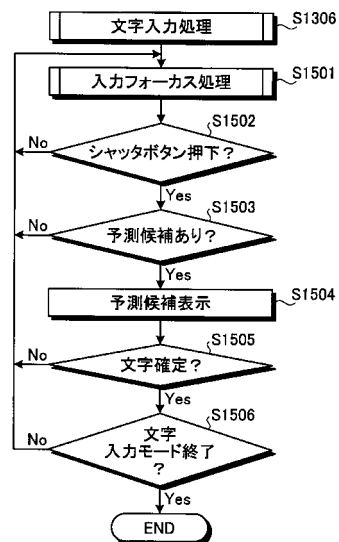 文字入力処理
S1306
入力フォーカス処理
S1501
S1502
シャッタボタン押下？
No
Yes
S1503
予測候補あり？
No
Yes
予測候補表示
S1504
S1505
文字確定？
No
Yes
S1506
文字
入力モード終了
？
No
Yes
END